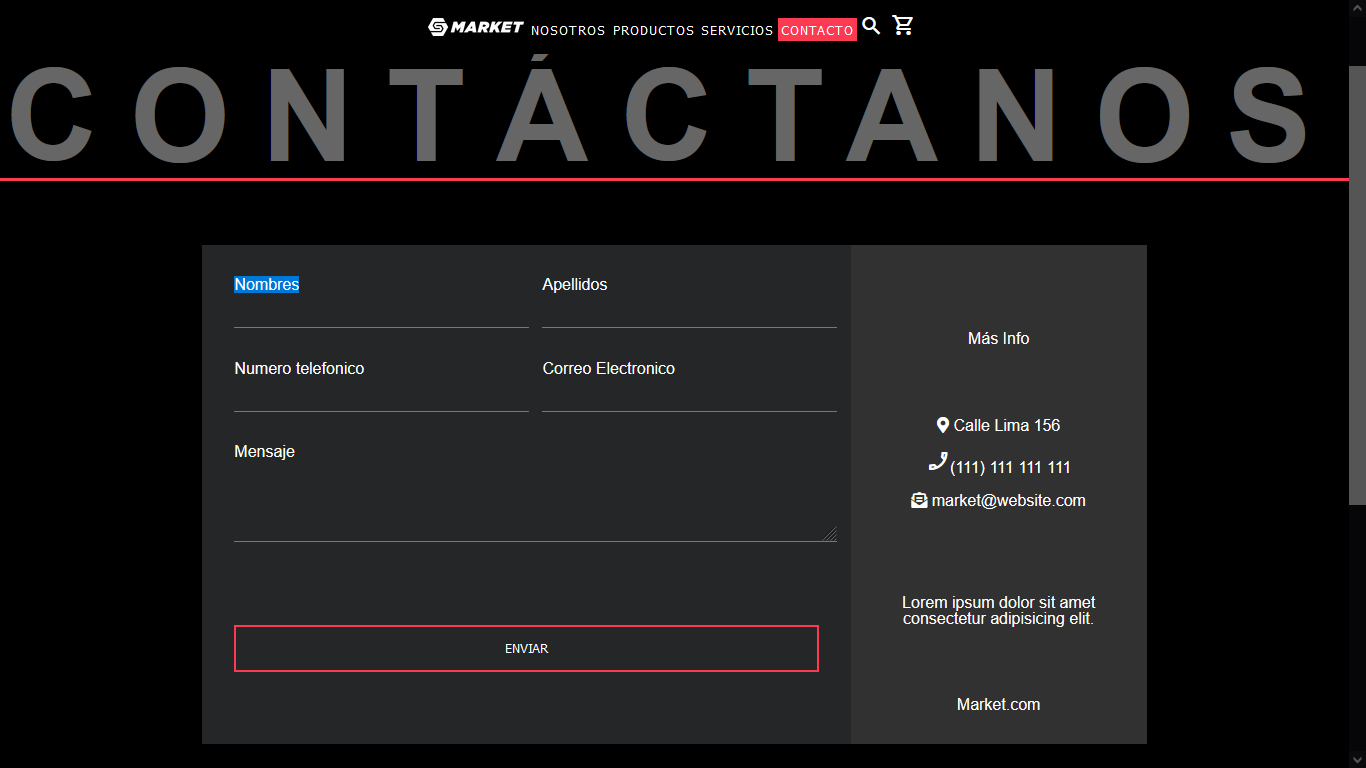 MARKET NOSOTROS PRODUCTOS SERVICIOS CONTACTO
CONTÁCTANOS
Nombres
Apellidos
Numero telefonico
Correo Electronico
Mensaje
ENVIAR
Más Info
Calle Lima 156
(111) 111 111 111
market@website.com
Lorem ipsum dolor sit amet
consectetur adipisicing elit.
Market.com